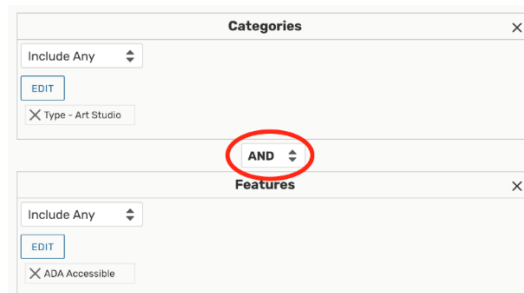 Categories
Include Any
EDIT
Type - Art Studio
AND
Features
Include Any
EDIT
ADA Accessible